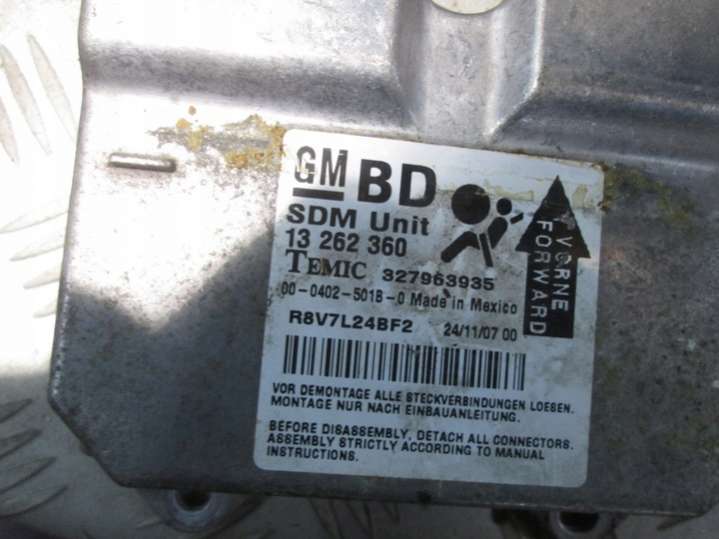 GM BD
SDM Unit
13 262 360
TEMIC 327963935
00-0402-501B-0 Made in Mexico
R8V7L24BF2 24/11/07 00
VORNE
FORWARD
VOR DEMONTAGE ALLE STECKVERBINDUNGEN LOESEN.
MONTAGE NUR NACH EINBAUANLEITUNG.
BEFORE DISASSEMBLY, DETACH ALL CONNECTORS.
ASSEMBLY STRICTLY ACCORDING TO MANUAL
INSTRUCTIONS.